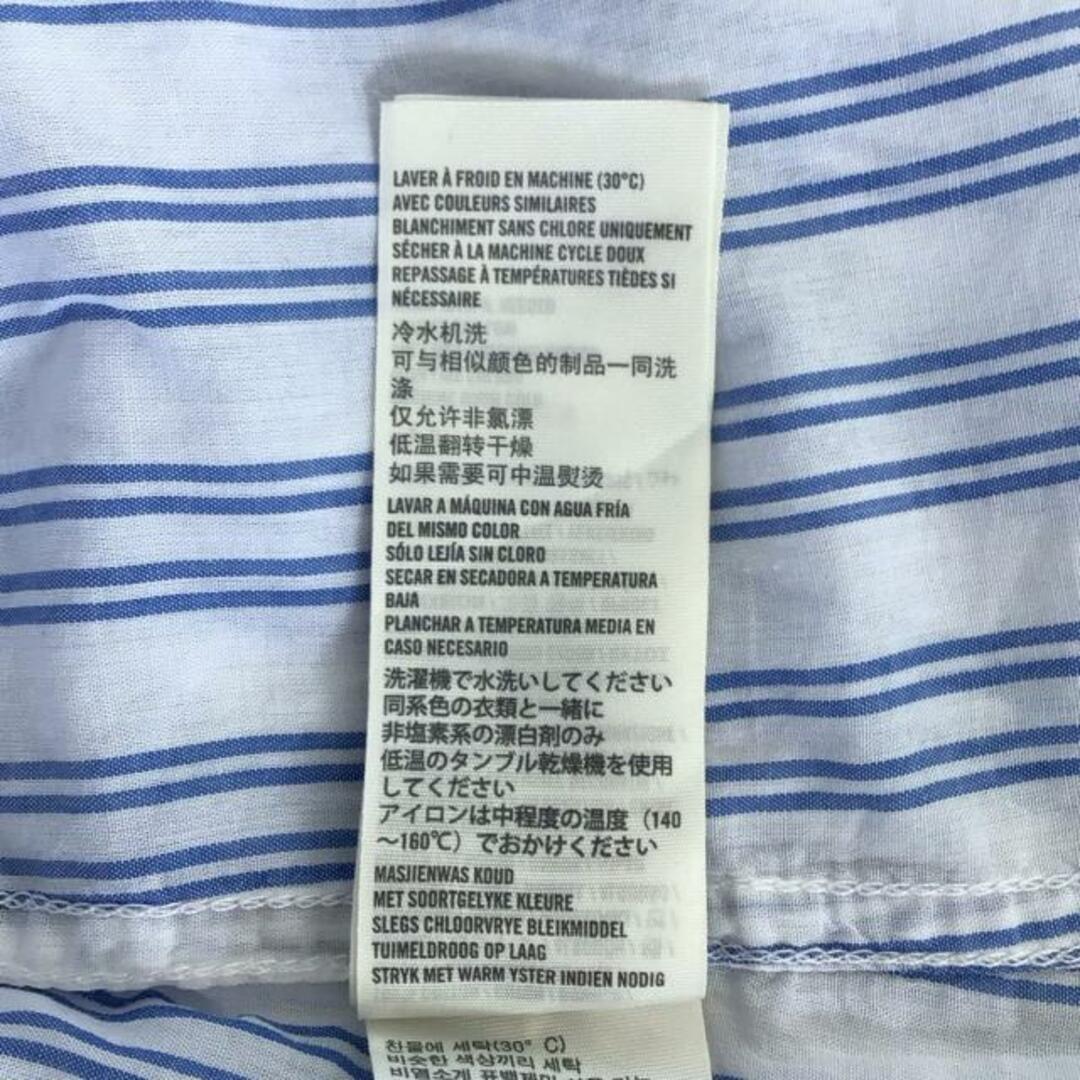 LAVER À FROID EN MACHINE (30°C)
AVEC COULEURS SIMILAIRES
BLANCHIMENT SANS CHLORE UNIQUEMENT
SÉCHER À LA MACHINE CYCLE DOUX
REPASSAGE À TEMPÉRATURES TIÈDES SI
NÉCESSAIRE
冷水机洗
可与相似颜色的制品一同洗
涤
仅允许非氯漂
低温翻转干燥
如果需要可中温熨烫
LAVAR A MÁQUINA CON AGUA FRÍA
DEL MISMO COLOR
SÓLO LEJÍA SIN CLORO
SECAR EN SECADORA A TEMPERATURA
BAJA
PLANCHAR A TEMPERATURA MEDIA EN
CASO NECESARIO
洗濯機で水洗いしてください
同系色の衣類と一緒に
非塩素系の漂白剤のみ
低温のタンブル乾燥機を使用
してください
アイロンは中程度の温度（140
～160℃）でおかけください
MASJIENWAS KOUD
MET SOORTGELYKE KLEURE
SLEGS CHLOORVRYE BLEIKMIDDEL
TUIMELDROOG OP LAAG
STRYK MET WARM YSTER INDIEN NODIG
찬물에 세탁(30° C)
비슷한 색상끼리 세탁